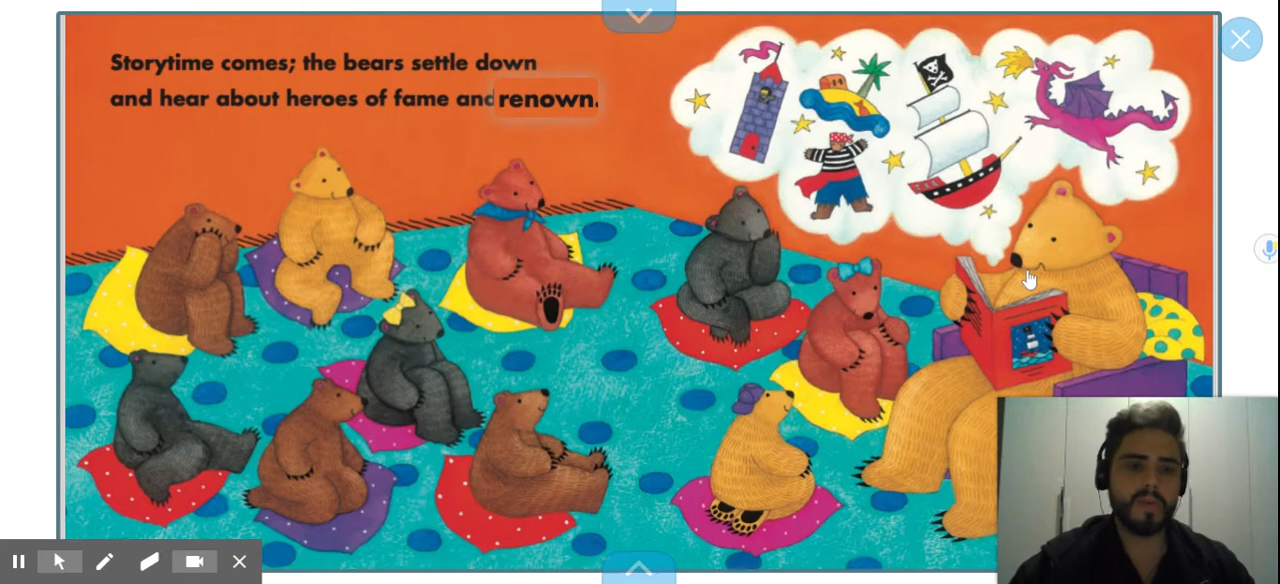 Storytime comes; the bears settle down
and hear about heroes of fame and renown.